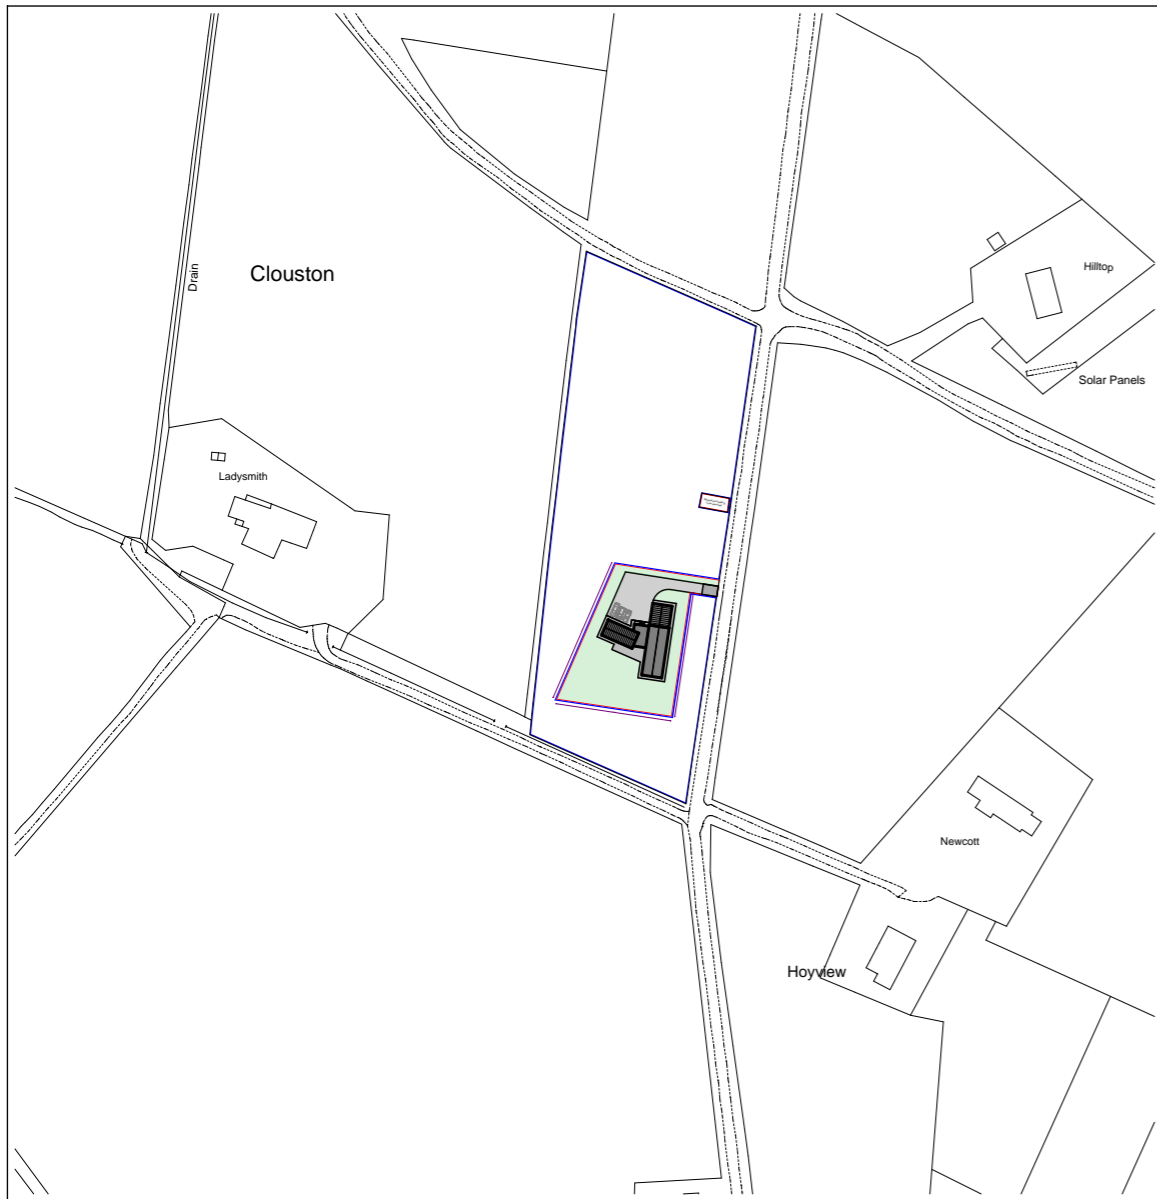 Clouston
Drain
Hilltop
Solar Panels
Ladysmith
Newcott
Hoyview